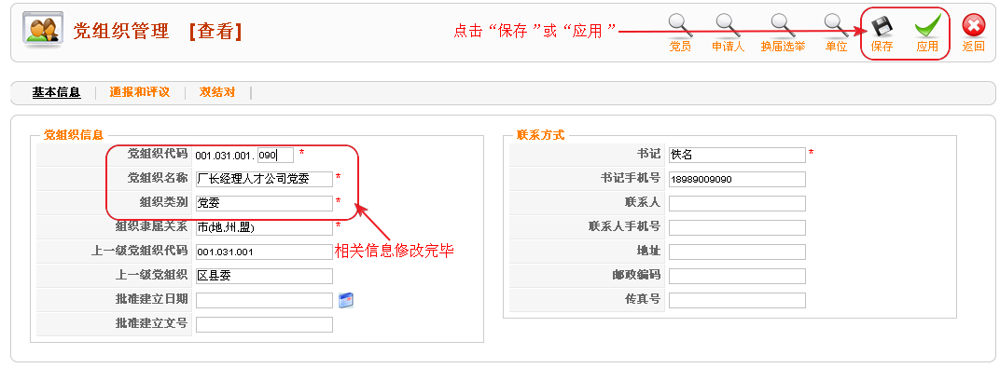 党组织管理 [查看]
点击“保存”或“应用”
党员 申请人 换届选举 单位 保存 应用 返回
基本信息 | 通报和评议 | 双结对 |
党组织信息
党组织代码 001.031.001. 090 *
党组织名称 厂长经理人才公司党委 *
组织类别 党委 *
组织隶属关系 市(地,州,盟) *
上一级党组织代码 001.031.001
上一级党组织 区县委
批准建立日期
批准建立文号
相关信息修改完毕
联系方式
书记 佚名 *
书记手机号 18989009090
联系人
联系人手机号
地址
邮政编码
传真号